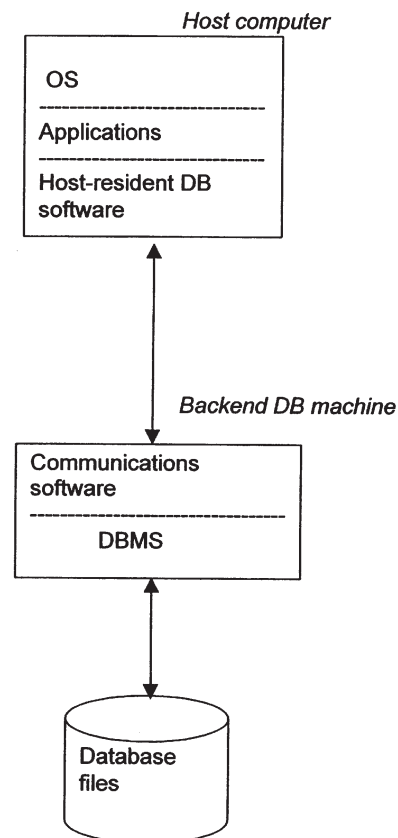 Host computer
OS
Applications
Host-resident DB
software
Backend DB machine
Communications
software
DBMS
Database
files